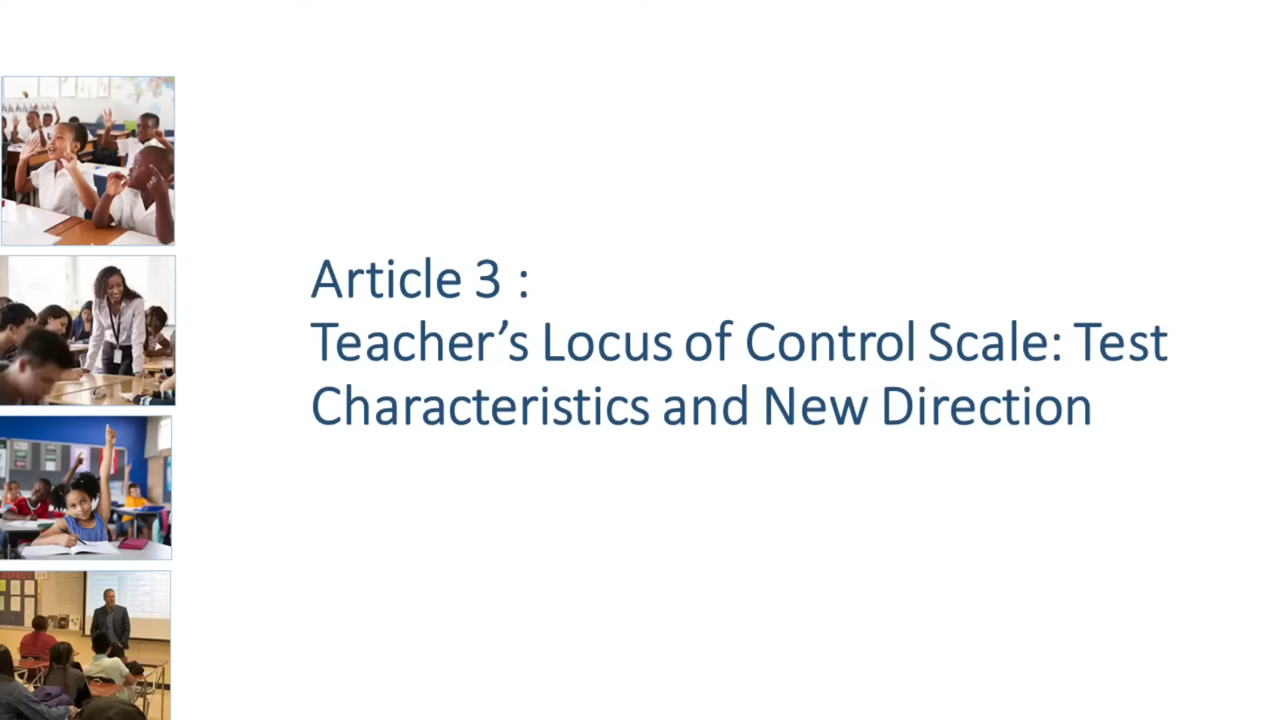 Article 3 :
Teacher’s Locus of Control Scale: Test
Characteristics and New Direction